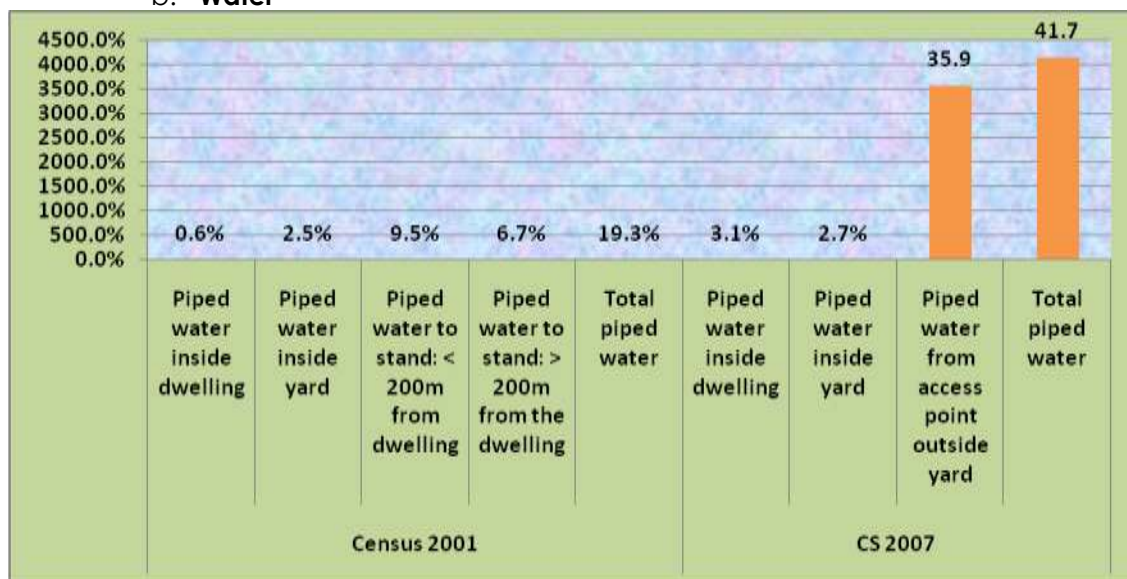 b. Water
4500.0%
4000.0%
3500.0%
3000.0%
2500.0%
2000.0%
1500.0%
1000.0%
500.0%
0.0%
0.6%
2.5%
9.5%
6.7%
19.3%
3.1%
2.7%
35.9
41.7
Piped
water
inside
dwelling
Piped
water
inside
yard
Piped
water to
stand: <
200m
from
dwelling
Piped
water to
stand: >
200m
from the
dwelling
Total
piped
water
Piped
water
inside
dwelling
Piped
water
inside
yard
Piped
water
from
access
point
outside
yard
Total
piped
water
Census 2001
CS 2007